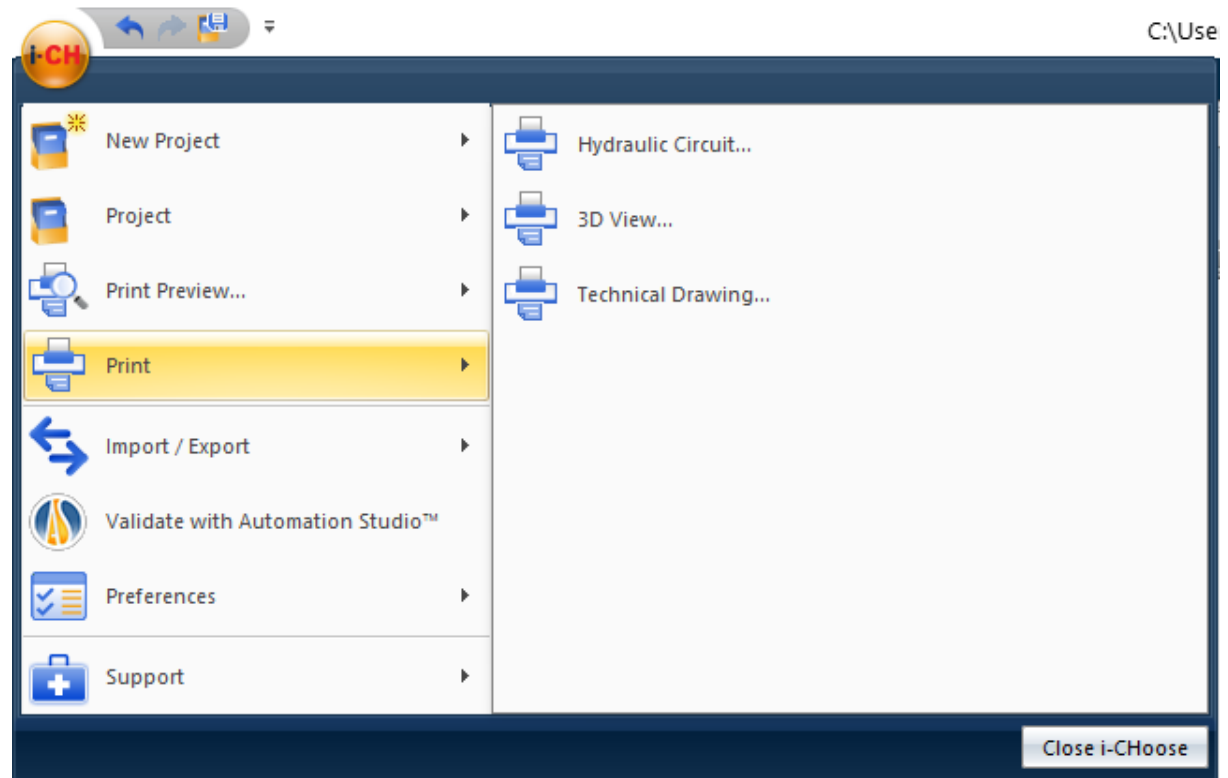 i-CH
C:\User
New Project
Project
Print Preview...
Print
Import / Export
Validate with Automation Studio™
Preferences
Support
Hydraulic Circuit...
3D View...
Technical Drawing...
Close i-CHoose